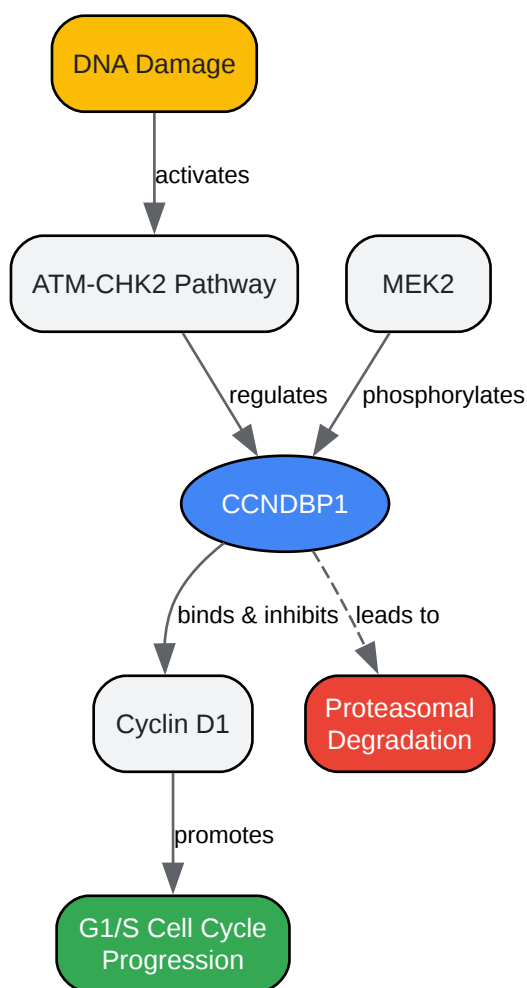 DNA Damage
activates
ATM-CHK2 Pathway
MEK2
regulates
phosphorylates
CCNDBP1
binds & inhibits
leads to
Cyclin D1
Proteasomal
Degradation
promotes
G1/S Cell Cycle
Progression